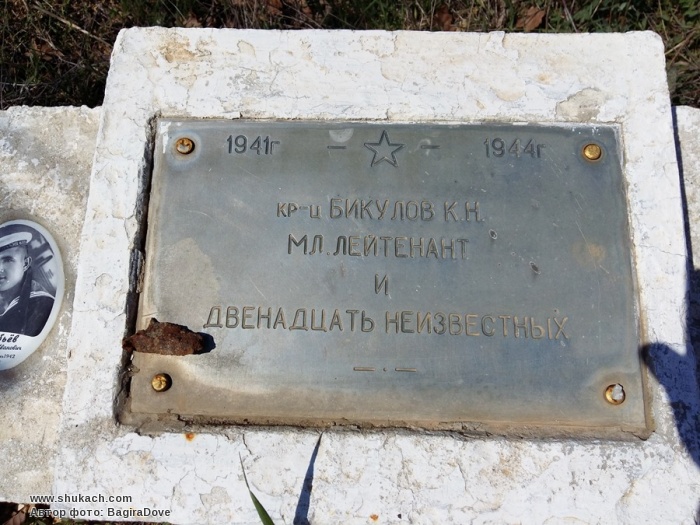 1941г — ☆ — 1944г
кр-ц БИКУЛОВ К.Н.
МЛ. ЛЕЙТЕНАНТ
И
ДВЕНАДЦАТЬ НЕИЗВЕСТНЫХ
— . —
www.shukach.com
Автор фото: BagiraDove